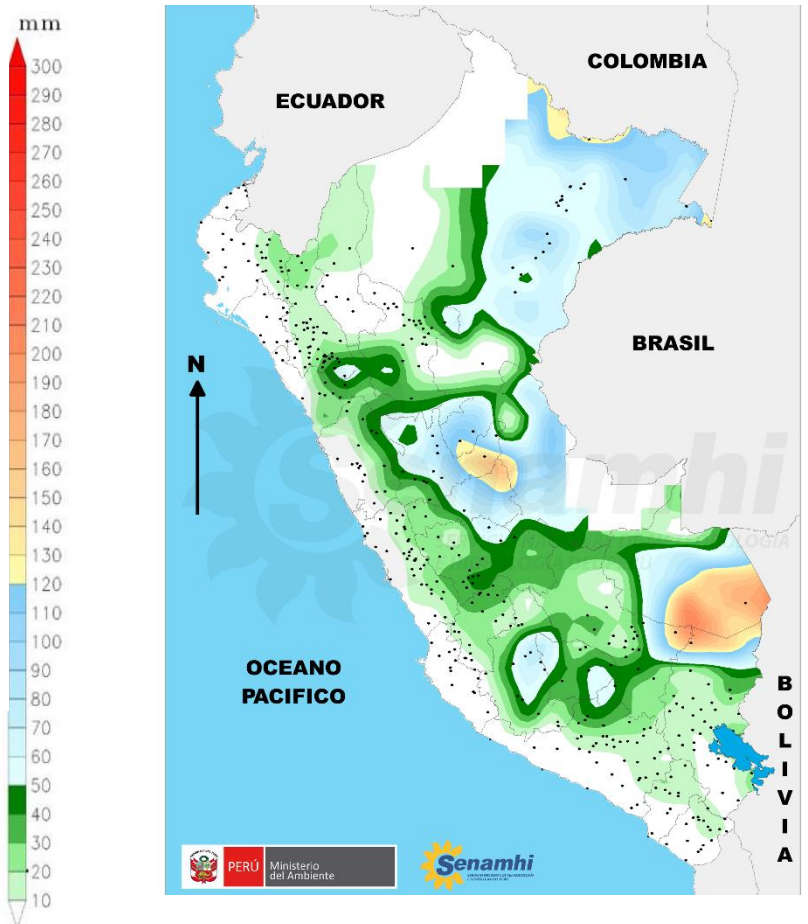 mm
300
290
280
270
260
250
240
230
220
210
200
190
180
170
160
150
140
130
120
110
100
90
80
70
60
50
40
30
20
10
COLOMBIA
ECUADOR
BRASIL
N
Senamhi
OCEANO
PACIFICO
B
O
L
I
V
I
A
PERÚ
Ministerio
del Ambiente
Senamhi